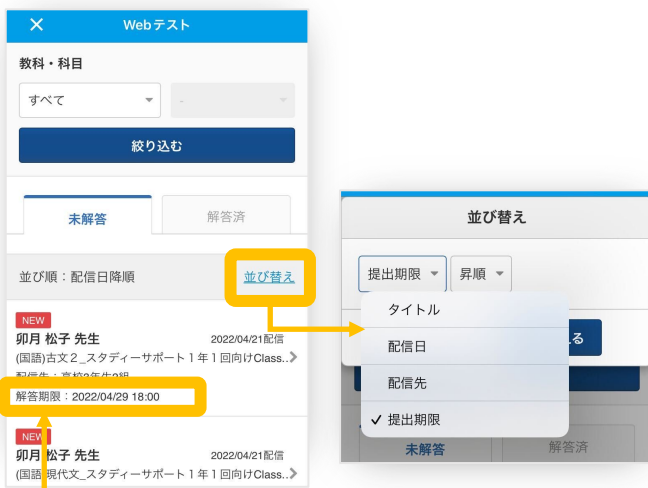 Webテスト
教科・科目
すべて
-
絞り込む
未解答
解答済
並び順：配信日降順
並び替え
NEW
卯月 松子 先生
2022/04/21配信
(国語)古文２_スタディーサポート１年１回向けClass..
配信先：高校3年生3組
解答期限：2022/04/29 18:00
NEW
卯月 松子 先生
2022/04/21配信
(国語)現代文_スタディーサポート１年１回向けClass..
並び替え
提出期限
昇順
タイトル
配信日
配信先
✓ 提出期限
る
未解答
解答済